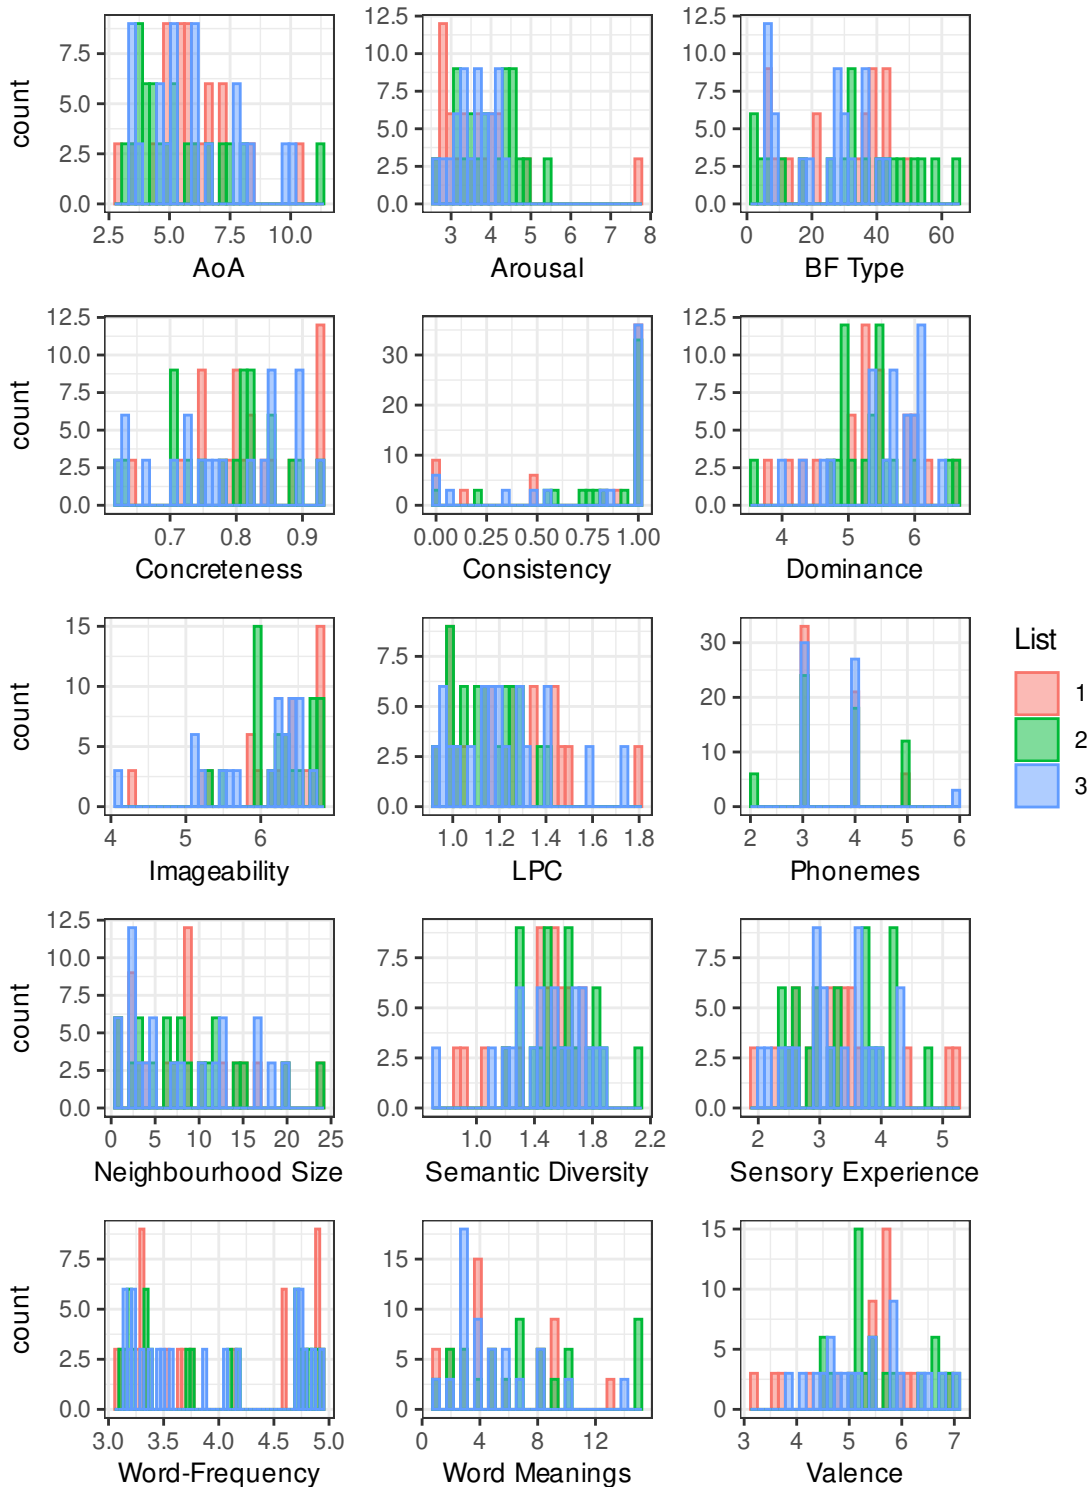 count
0.0 2.5 5.0 7.5
2.5 5.0 7.5 10.0
AoA
0.0 2.5 5.0 7.5 10.0 12.5
3 4 5 6 7 8
Arousal
0.0 2.5 5.0 7.5 10.0 12.5
0 20 40 60
BF Type
count
0.0 2.5 5.0 7.5 10.0 12.5
0.7 0.8 0.9
Concreteness
0 10 20 30
0.00 0.25 0.50 0.75 1.00
Consistency
0.0 2.5 5.0 7.5 10.0 12.5
4 5 6
Dominance
count
0 5 10 15
4 5 6
Imageability
0.0 2.5 5.0 7.5
1.0 1.2 1.4 1.6 1.8
LPC
0 10 20 30
2 3 4 5 6
Phonemes
List
1
2
3
count
0.0 2.5 5.0 7.5 10.0 12.5
0 5 10 15 20 25
Neighbourhood Size
0.0 2.5 5.0 7.5
1.0 1.4 1.8 2.2
Semantic Diversity
0.0 2.5 5.0 7.5
2 3 4 5
Sensory Experience
count
0.0 2.5 5.0 7.5
3.0 3.5 4.0 4.5 5.0
Word-Frequency
0 5 10 15
0 4 8 12
Word Meanings
0 5 10 15
3 4 5 6 7
Valence